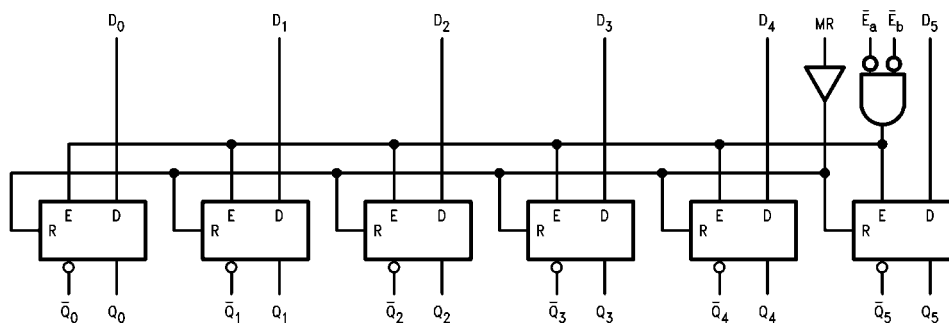 D0 D1 D2 D3 D4 MR Ēa Ēb D5
E D E D E D E D E D E D
R R R R R R
Q̄0 Q0 Q̄1 Q1 Q̄2 Q2 Q̄3 Q3 Q̄4 Q4 Q̄5 Q5